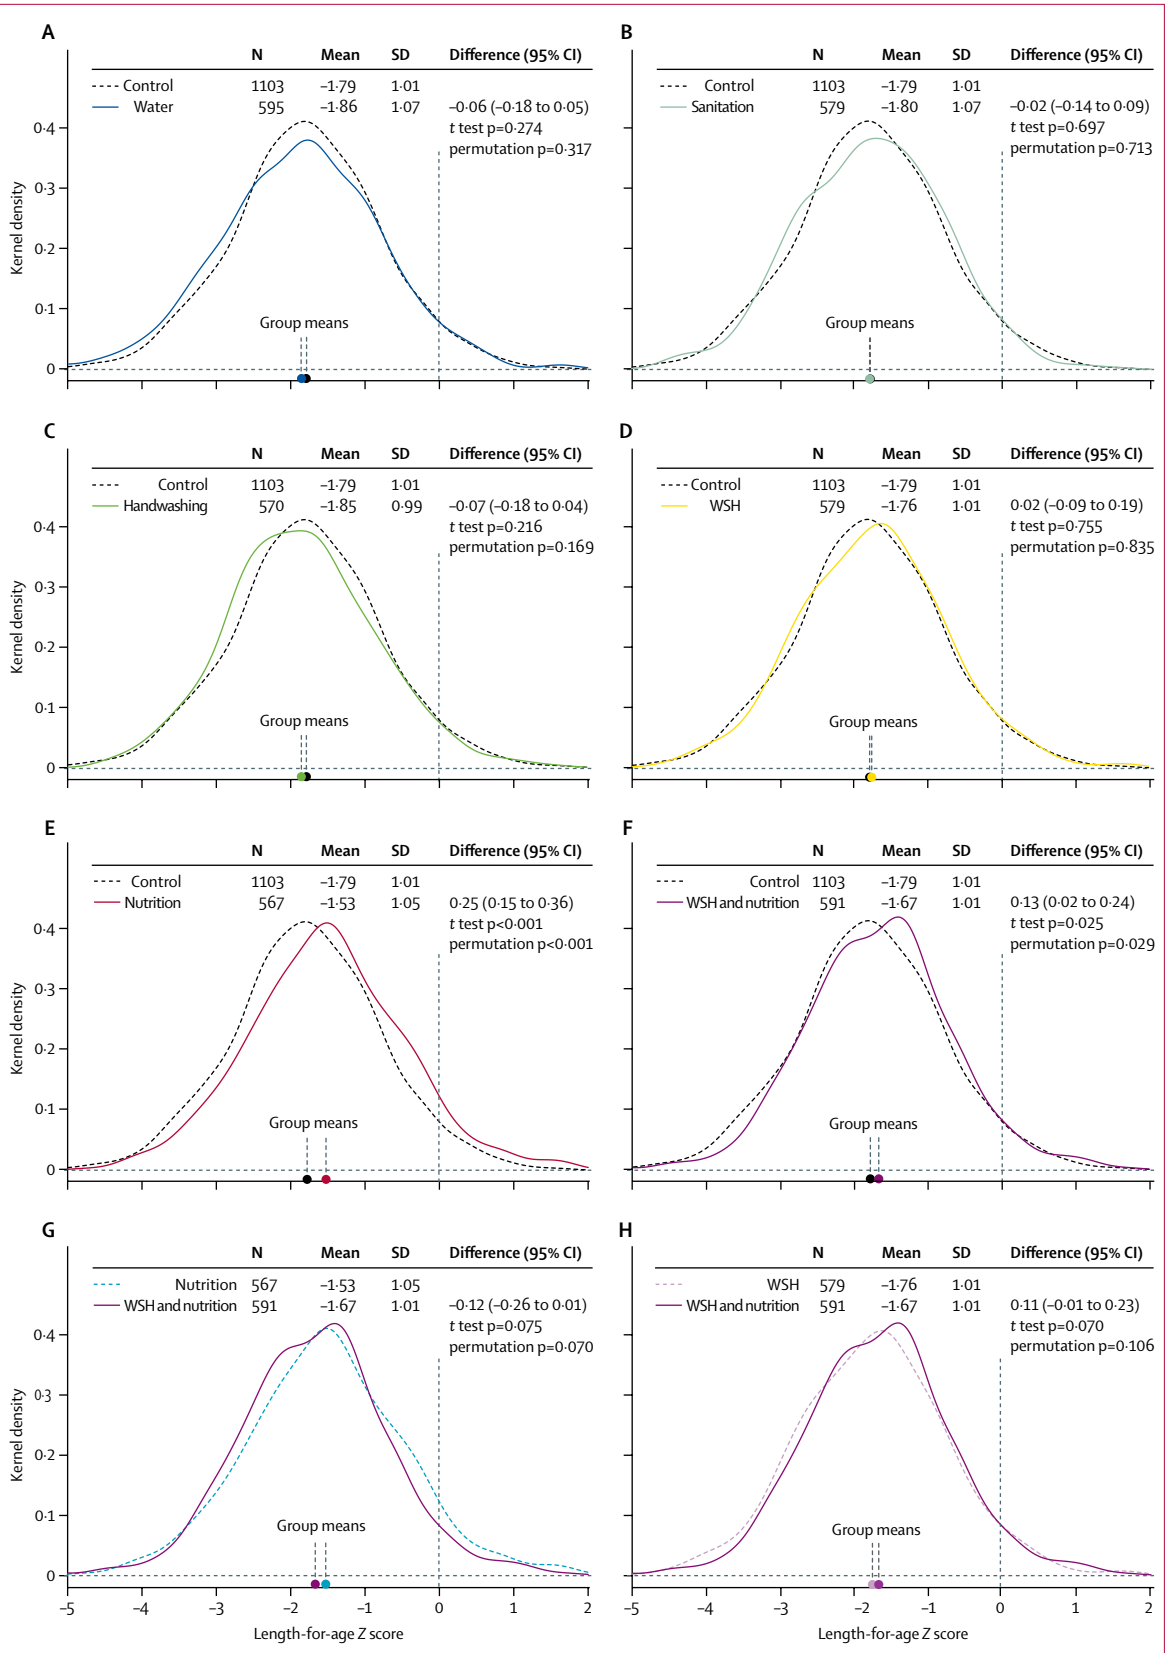 A
N Mean SD Difference (95% CI)
Control 1103 –1·79 1·01
Water 595 –1·86 1·07 –0·06 (–0·18 to 0·05)
t test p=0·274
permutation p=0·317
0·4
0·3
0·2
0·1
0
Kernel density
Group means
B
N Mean SD Difference (95% CI)
Control 1103 –1·79 1·01
Sanitation 579 –1·80 1·07 –0·02 (–0·14 to 0·09)
t test p=0·697
permutation p=0·713
Group means
C
N Mean SD Difference (95% CI)
Control 1103 –1·79 1·01
Handwashing 570 –1·85 0·99 –0·07 (–0·18 to 0·04)
t test p=0·216
permutation p=0·169
0·4
0·3
0·2
0·1
0
Kernel density
Group means
D
N Mean SD Difference (95% CI)
Control 1103 –1·79 1·01
WSH 579 –1·76 1·01 0·02 (–0·09 to 0·19)
t test p=0·755
permutation p=0·835
Group means
E
N Mean SD Difference (95% CI)
Control 1103 –1·79 1·01
Nutrition 567 –1·53 1·05 0·25 (0·15 to 0·36)
t test p<0·001
permutation p<0·001
0·4
0·3
0·2
0·1
0
Kernel density
Group means
F
N Mean SD Difference (95% CI)
Control 1103 –1·79 1·01
WSH and nutrition 591 –1·67 1·01 0·13 (0·02 to 0·24)
t test p=0·025
permutation p=0·029
Group means
G
N Mean SD Difference (95% CI)
Nutrition 567 –1·53 1·05
WSH and nutrition 591 –1·67 1·01 –0·12 (–0·26 to 0·01)
t test p=0·075
permutation p=0·070
0·4
0·3
0·2
0·1
0
Kernel density
Group means
–5 –4 –3 –2 –1 0 1 2
Length-for-age Z score
H
N Mean SD Difference (95% CI)
WSH 579 –1·76 1·01
WSH and nutrition 591 –1·67 1·01 0·11 (–0·01 to 0·23)
t test p=0·070
permutation p=0·106
Group means
–5 –4 –3 –2 –1 0 1 2
Length-for-age Z score